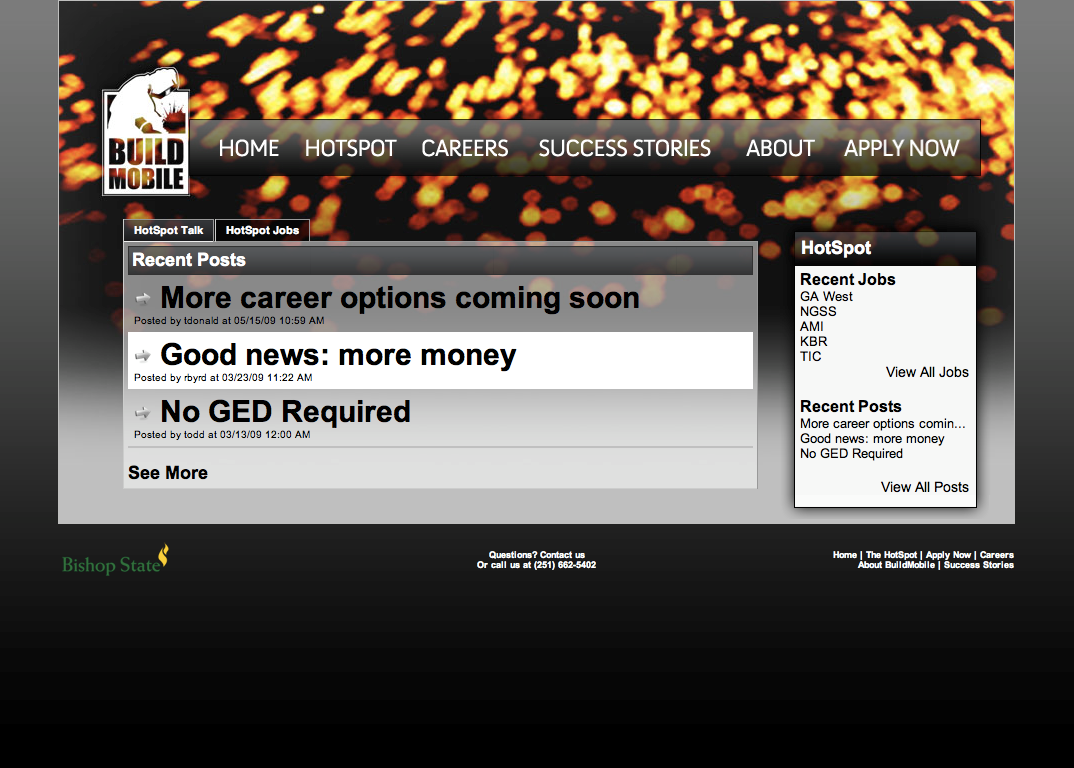 BUILD
MOBILE
HOME HOTSPOT CAREERS SUCCESS STORIES ABOUT APPLY NOW
HotSpot Talk HotSpot Jobs
Recent Posts
More career options coming soon
Posted by tdonald at 05/15/09 10:59 AM
Good news: more money
Posted by rbyrd at 03/23/09 11:22 AM
No GED Required
Posted by todd at 03/13/09 12:00 AM
See More
HotSpot
Recent Jobs
GA West
NGSS
AMI
KBR
TIC
View All Jobs
Recent Posts
More career options comin...
Good news: more money
No GED Required
View All Posts
Bishop State
Questions? Contact us
Or call us at (251) 662-5402
Home | The HotSpot | Apply Now | Careers
About BuildMobile | Success Stories